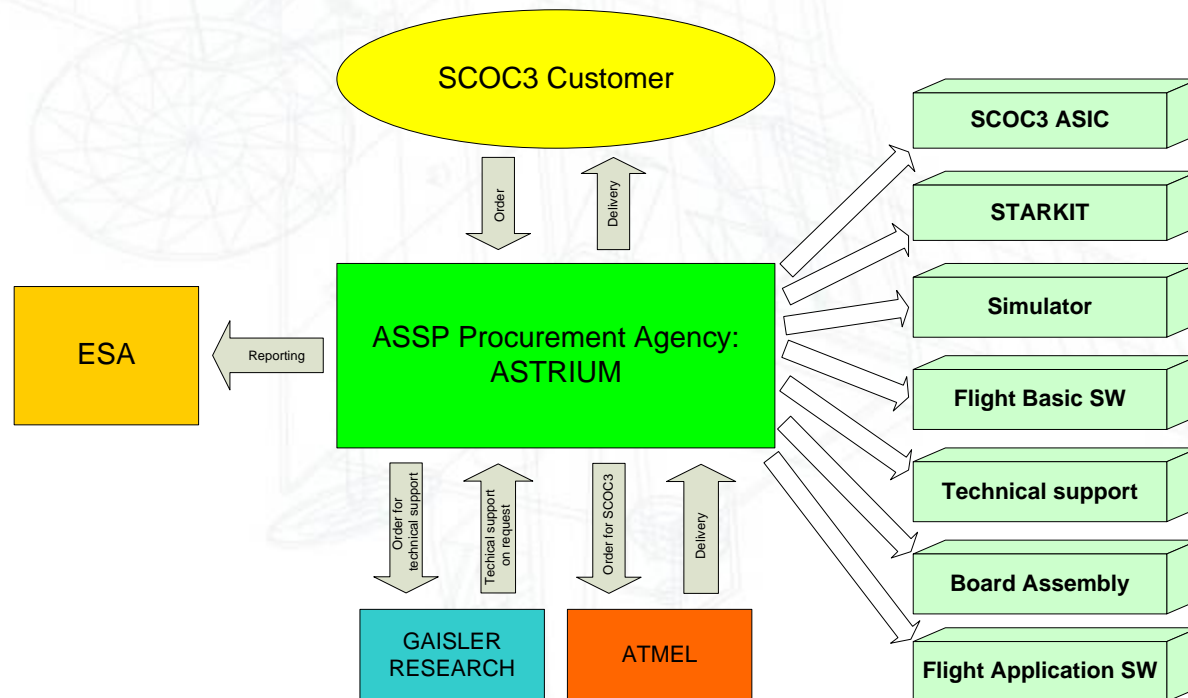 SCOC3 Customer
SCOC3 ASIC
STARKIT
Order
Delivery
Simulator
ESA
Reporting
ASSP Procurement Agency:
ASTRIUM
Flight Basic SW
Technical support
Order for
technical support
Techical support
on request
Order for SCOC3
Delivery
Board Assembly
GAISLER
RESEARCH
ATMEL
Flight Application SW